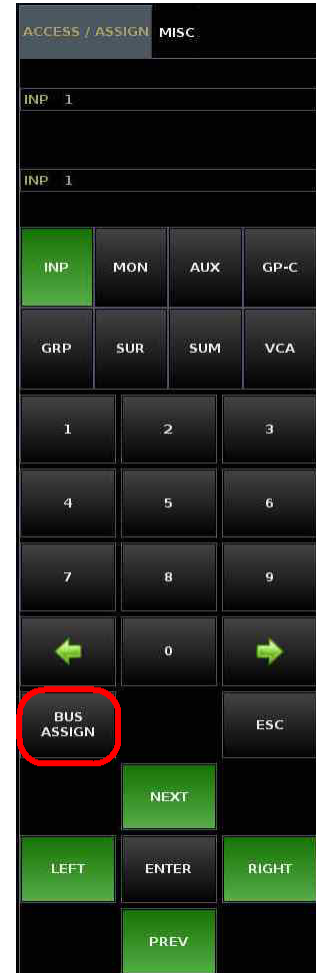 ACCESS / ASSIGN MISC
INP 1
INP 1
INP MON AUX GP-C
GRP SUR SUM VCA
1 2 3
4 5 6
7 8 9
0
BUS
ASSIGN
ESC
NEXT
LEFT ENTER RIGHT
PREV